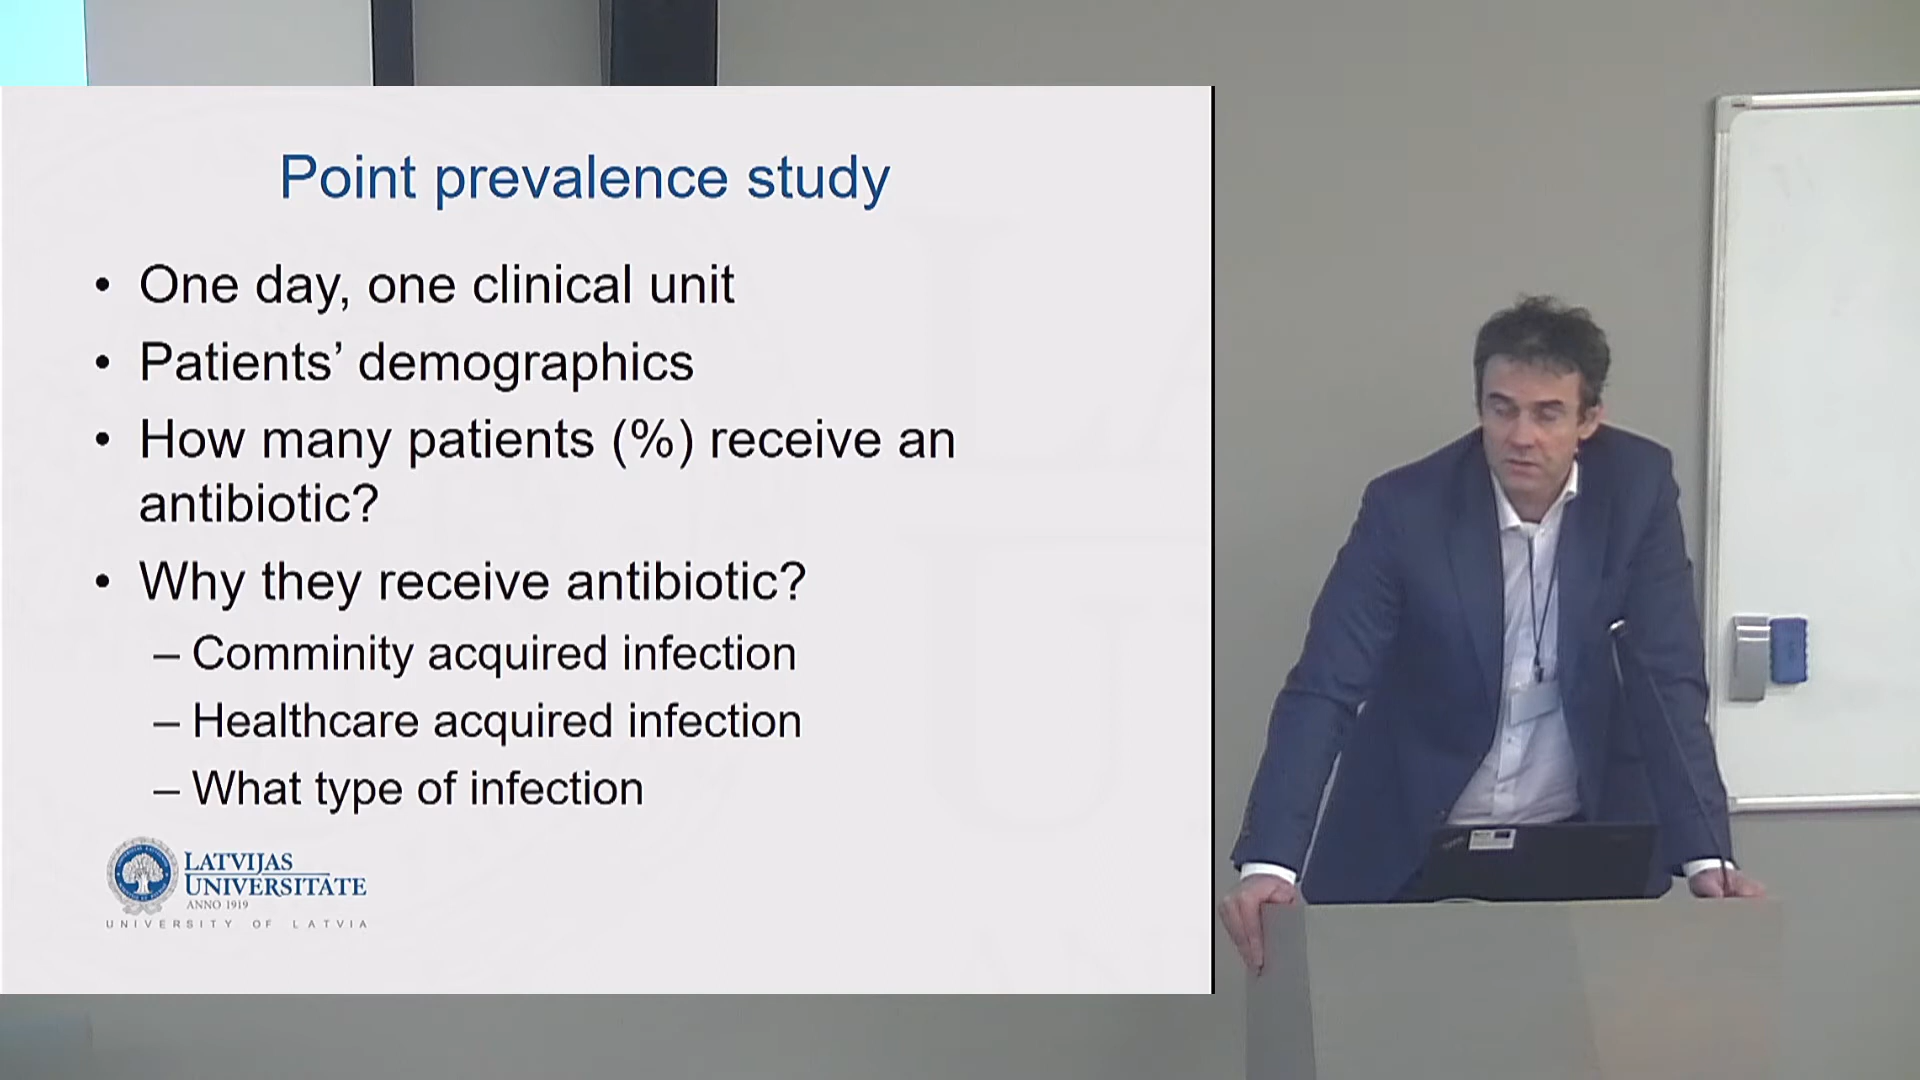 Point prevalence study
• One day, one clinical unit
• Patients’ demographics
• How many patients (%) receive an
antibiotic?
• Why they receive antibiotic?
– Comminity acquired infection
– Healthcare acquired infection
– What type of infection
LATVIJAS
UNIVERSITATE
ANNO 1919
UNIVERSITY OF LATVIA